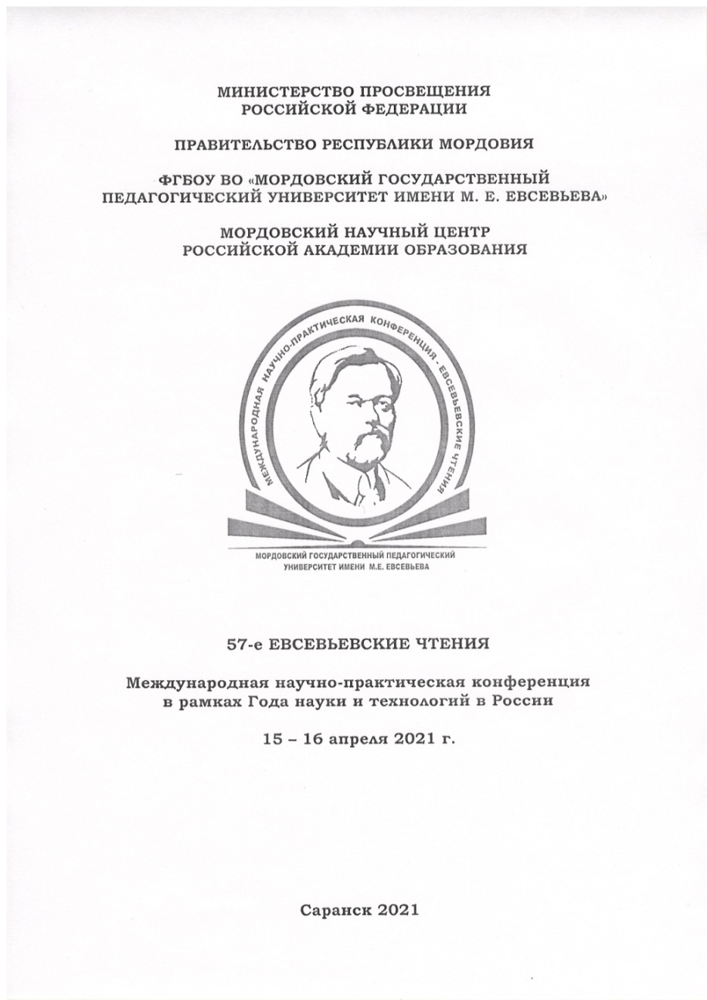 МИНИСТЕРСТВО ПРОСВЕЩЕНИЯ
РОССИЙСКОЙ ФЕДЕРАЦИИ
ПРАВИТЕЛЬСТВО РЕСПУБЛИКИ МОРДОВИЯ
ФГБОУ ВО «МОРДОВСКИЙ ГОСУДАРСТВЕННЫЙ
ПЕДАГОГИЧЕСКИЙ УНИВЕРСИТЕТ ИМЕНИ М. Е. ЕВСЕВЬЕВА»
МОРДОВСКИЙ НАУЧНЫЙ ЦЕНТР
РОССИЙСКОЙ АКАДЕМИИ ОБРАЗОВАНИЯ
МЕЖДУНАРОДНАЯ НАУЧНО-ПРАКТИЧЕСКАЯ КОНФЕРЕНЦИЯ - ЕВСЕВЬЕВСКИЕ ЧТЕНИЯ
МОРДОВСКИЙ ГОСУДАРСТВЕННЫЙ ПЕДАГОГИЧЕСКИЙ
УНИВЕРСИТЕТ ИМЕНИ М.Е. ЕВСЕВЬЕВА
57-е ЕВСЕВЬЕВСКИЕ ЧТЕНИЯ
Международная научно-практическая конференция
в рамках Года науки и технологий в России
15 – 16 апреля 2021 г.
Саранск 2021